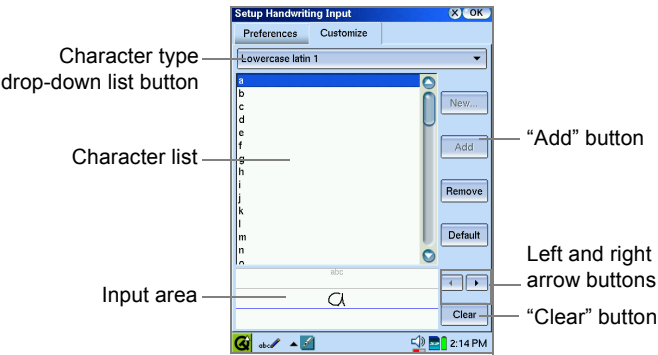 Setup Handwriting Input X OK
Preferences Customize
Character type
drop-down list button
Lowercase latin 1
a
b
c
d
e
f
g
h
i
j
k
l
m
n
o
New...
Add
Remove
Default
"Add" button
Character list
Left and right
arrow buttons
abc
Input area
a
Clear
"Clear" button
abc
2:14 PM